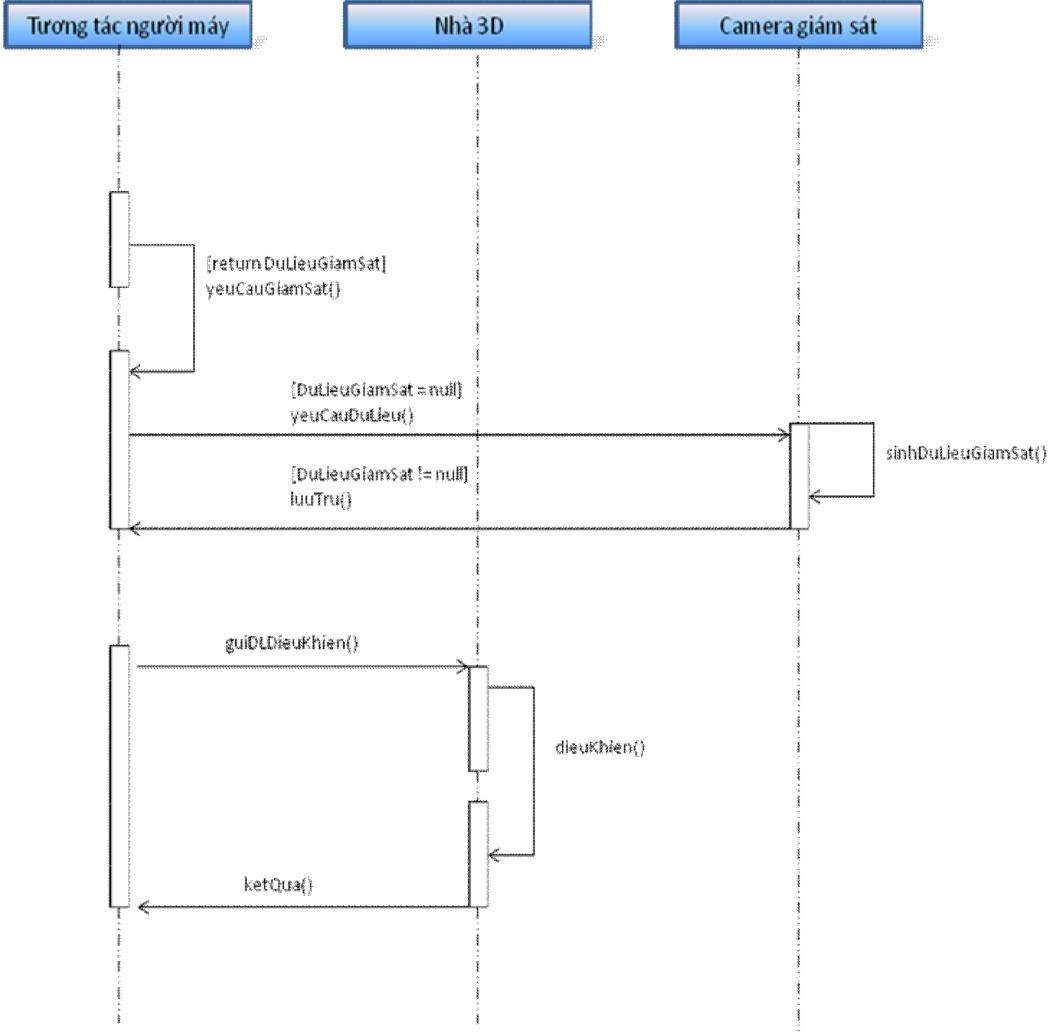 Tương tác người máy
Nhà 3D
Camera giám sát
[return DuLieuGiamSat]
yeuCauGiamSat()
[DuLieuGiamSat = null]
yeuCauDuLieu()
sinhDuLieuGiamSat()
[DuLieuGiamSat != null]
luuTru()
guiDLDieuKhien()
dieuKhien()
ketQua()